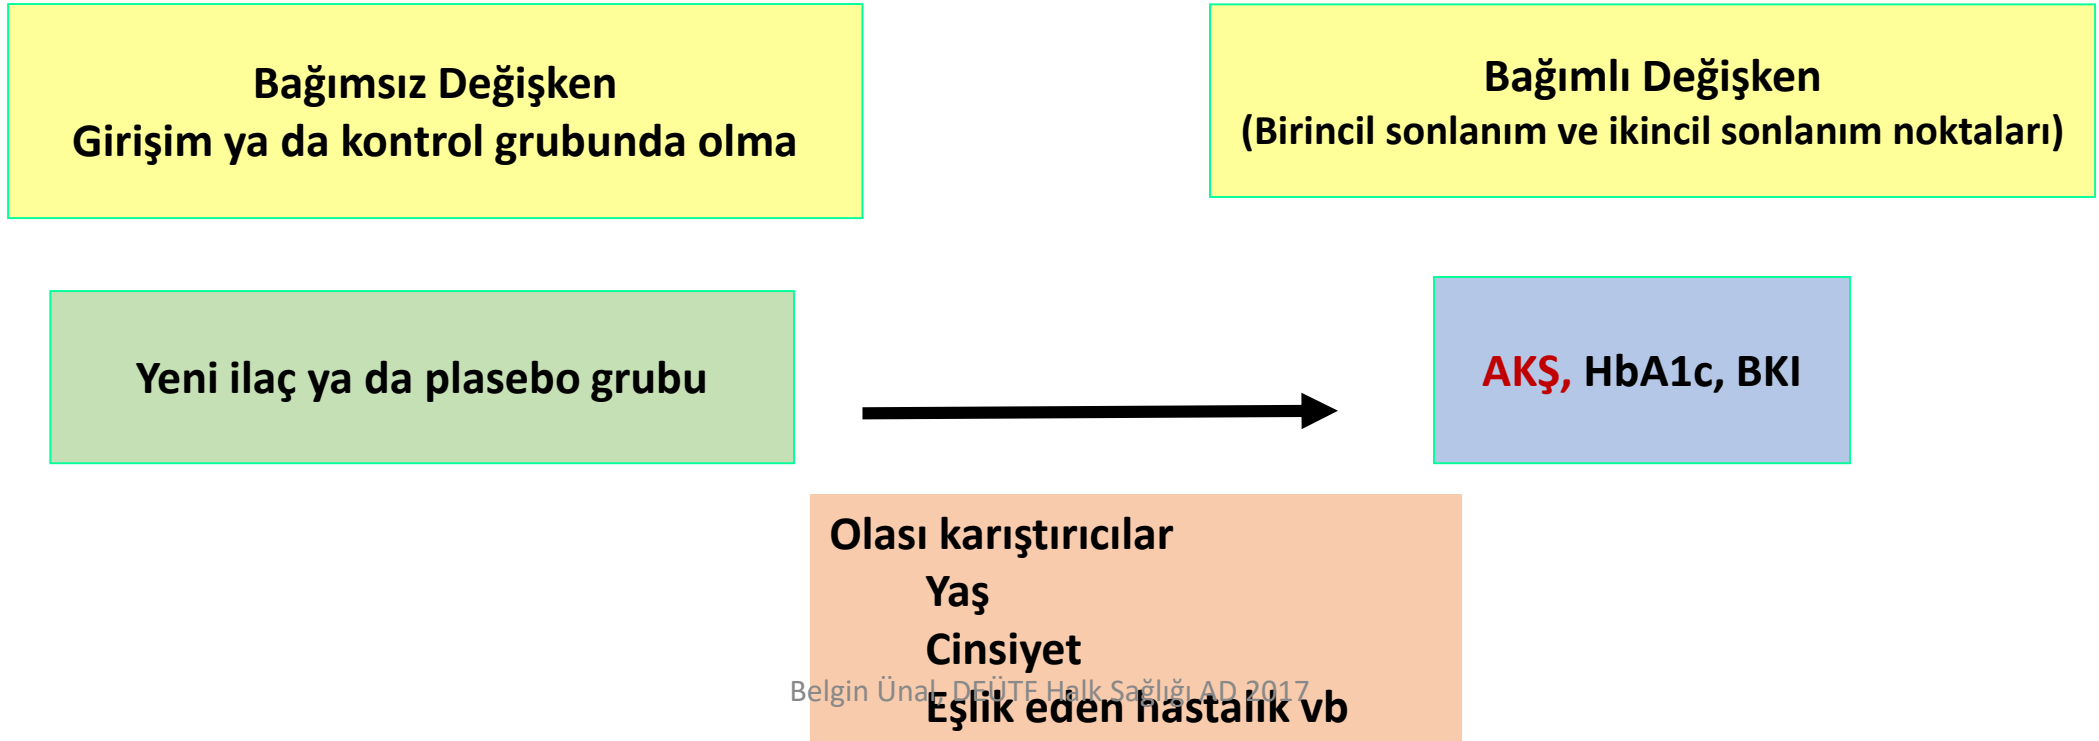 Bağımsız Değişken
Girişim ya da kontrol grubunda olma
Bağımlı Değişken
(Birincil sonlanım ve ikincil sonlanım noktaları)
Yeni ilaç ya da plasebo grubu
AKŞ, HbA1c, BKI
Olası karıştırıcılar
Yaş
Cinsiyet
Eşlik eden hastalık vb
Belgin Ünal, DEÜTF Halk Sağlığı AD 2017